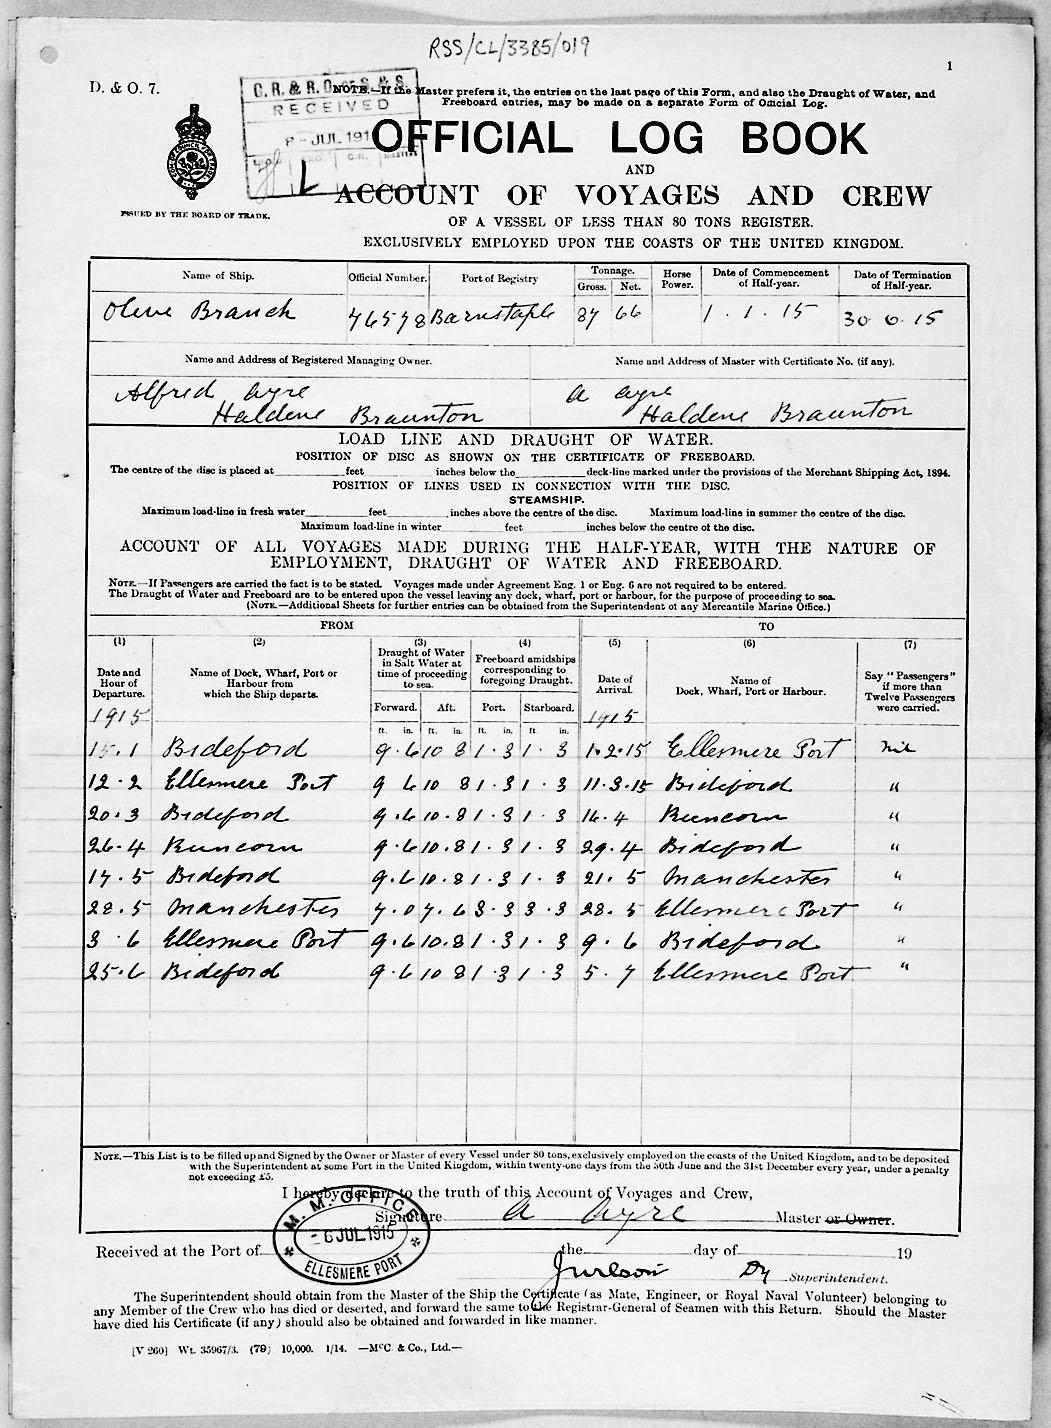 RSS/CL/3385/019
1
D. & O. 7.
C. R. & R. O. of S. & S.
RECEIVED
8 - JUL 191
C.R.
L
NOTE.—If the Master prefers it, the entries on the last page of this Form, and also the Draught of Water, and
Freeboard entries, may be made on a separate Form of Official Log.
OFFICIAL LOG BOOK
AND
ACCOUNT OF VOYAGES AND CREW
ISSUED BY THE BOARD OF TRADE.
OF A VESSEL OF LESS THAN 80 TONS REGISTER.
EXCLUSIVELY EMPLOYED UPON THE COASTS OF THE UNITED KINGDOM.
Name of Ship. Official Number. Port of Registry Tonnage. Gross. Net. Horse Power. Date of Commencement of Half-year. Date of Termination of Half-year.
Olive Branch 76578 Barnstaple 87 66 1 . 1 . 15 30 6 . 15
Name and Address of Registered Managing Owner. Name and Address of Master with Certificate No. (if any).
Alfred Ayre A Ayre
Haldene Braunton Haldene Braunton
LOAD LINE AND DRAUGHT OF WATER.
POSITION OF DISC AS SHOWN ON THE CERTIFICATE OF FREEBOARD.
The centre of the disc is placed at feet inches below the deck-line marked under the provisions of the Merchant Shipping Act, 1894.
POSITION OF LINES USED IN CONNECTION WITH THE DISC.
STEAMSHIP.
Maximum load-line in fresh water feet inches above the centre of the disc. Maximum load-line in summer the centre of the disc.
Maximum load-line in winter feet inches below the centre of the disc.
ACCOUNT OF ALL VOYAGES MADE DURING THE HALF-YEAR, WITH THE NATURE OF
EMPLOYMENT, DRAUGHT OF WATER AND FREEBOARD.
NOTE.—If Passengers are carried the fact is to be stated. Voyages made under Agreement Eng. 1 or Eng. 6 are not required to be entered.
The Draught of Water and Freeboard are to be entered upon the vessel leaving any dock, wharf, port or harbour, for the purpose of proceeding to sea.
(NOTE.—Additional Sheets for further entries can be obtained from the Superintendent ot any Mercantile Marine Office.)
FROM TO
(1) (2) (3) (4) (5) (6) (7)
Date and Hour of Departure. Name of Dock, Wharf, Port or Harbour from which the Ship departs. Draught of Water in Salt Water at time of proceeding to sea. Freeboard amidships corresponding to foregoing Draught. Date of Arrival. Name of Dock, Wharf, Port or Harbour. Say "Passengers" if more than Twelve Passengers were carried.
Forward. Aft. Port. Starboard.
1915 1915
ft. in. ft. in. ft. in. ft. in.
15.1 Bideford 9.6 10 8 1.3 1.3 1.2.15 Ellesmere Port Nil
12-2 Ellesmere Port 9 6 10 8 1.3 1.3 11.3.15 Bideford "
20.3 Bideford 9.6 10.8 1.3 1.3 16.4 Runcorn "
26.4 Runcorn 9.6 10.8 1.3 1.3 29.4 Bideford "
17.5 Bideford 9.6 10.8 1.3 1.3 21.5 Manchester "
28.5 Manchester 7.0 7.6 3.3 3.3 28.5 Ellesmere Port "
3 6 Ellesmere Port 9.6 10.8 1.3 1.3 9.6 Bideford "
25.6 Bideford 9.6 10 8 1.3 1.3 5.7 Ellesmere Port "
NOTE.—This List is to be filled up and Signed by the Owner or Master of every Vessel under 80 tons, exclusively employed on the coasts of the United Kingdom, and to be deposited
with the Superintendent at some Port in the United Kingdom, within twenty-one days from the 30th June and the 31st December every year, under a penalty
not exceeding £5.
I hereby declare to the truth of this Account of Voyages and Crew,
Signature A Ayre Master or Owner.
M. M. OFFICE
- 6 JUL 1915
ELLESMERE PORT
Received at the Port of the day of 19
Dy Superintendent.
The Superintendent should obtain from the Master of the Ship the Certificate (as Mate, Engineer, or Royal Naval Volunteer) belonging to
any Member of the Crew who has died or deserted, and forward the same to the Registrar-General of Seamen with this Return. Should the Master
have died his Certificate (if any) should also be obtained and forwarded in like manner.
[V 260] Wt. 35967/3. (79) 10,000. 1/14. —McC & Co., Ltd.—